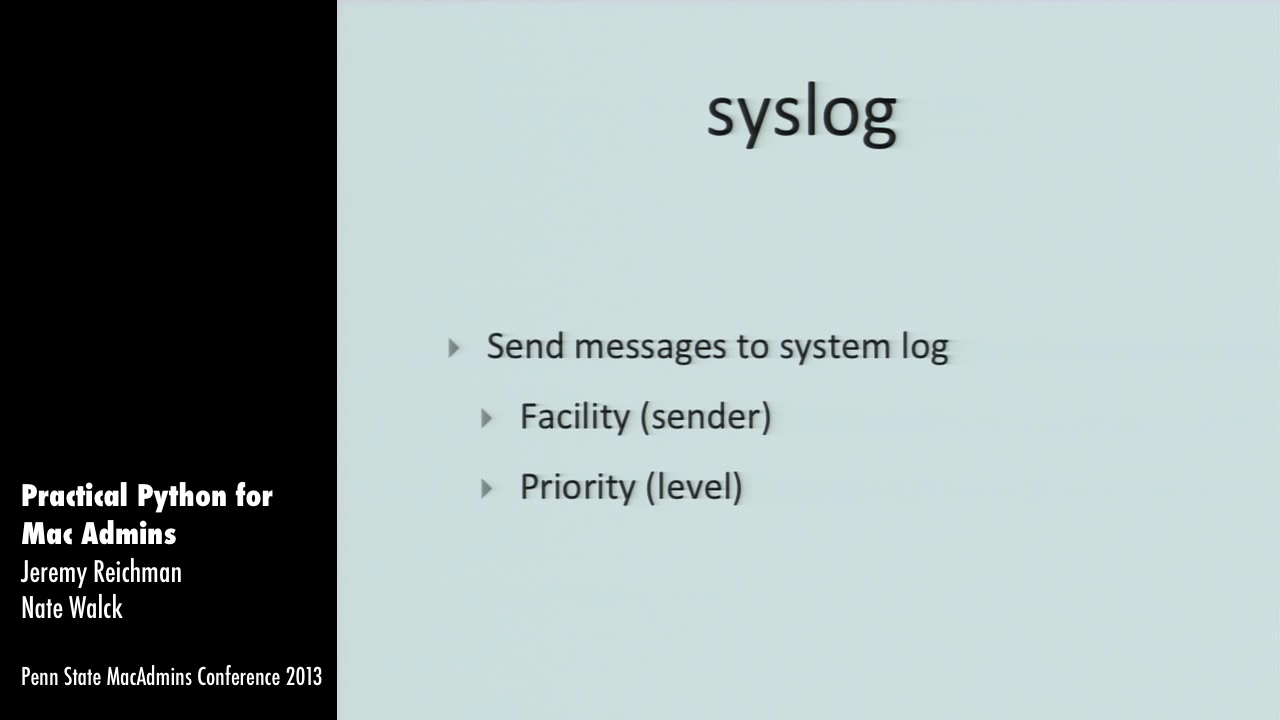 syslog
Send messages to system log
Facility (sender)
Priority (level)
Practical Python for
Mac Admins
Jeremy Reichman
Nate Walck
Penn State MacAdmins Conference 2013